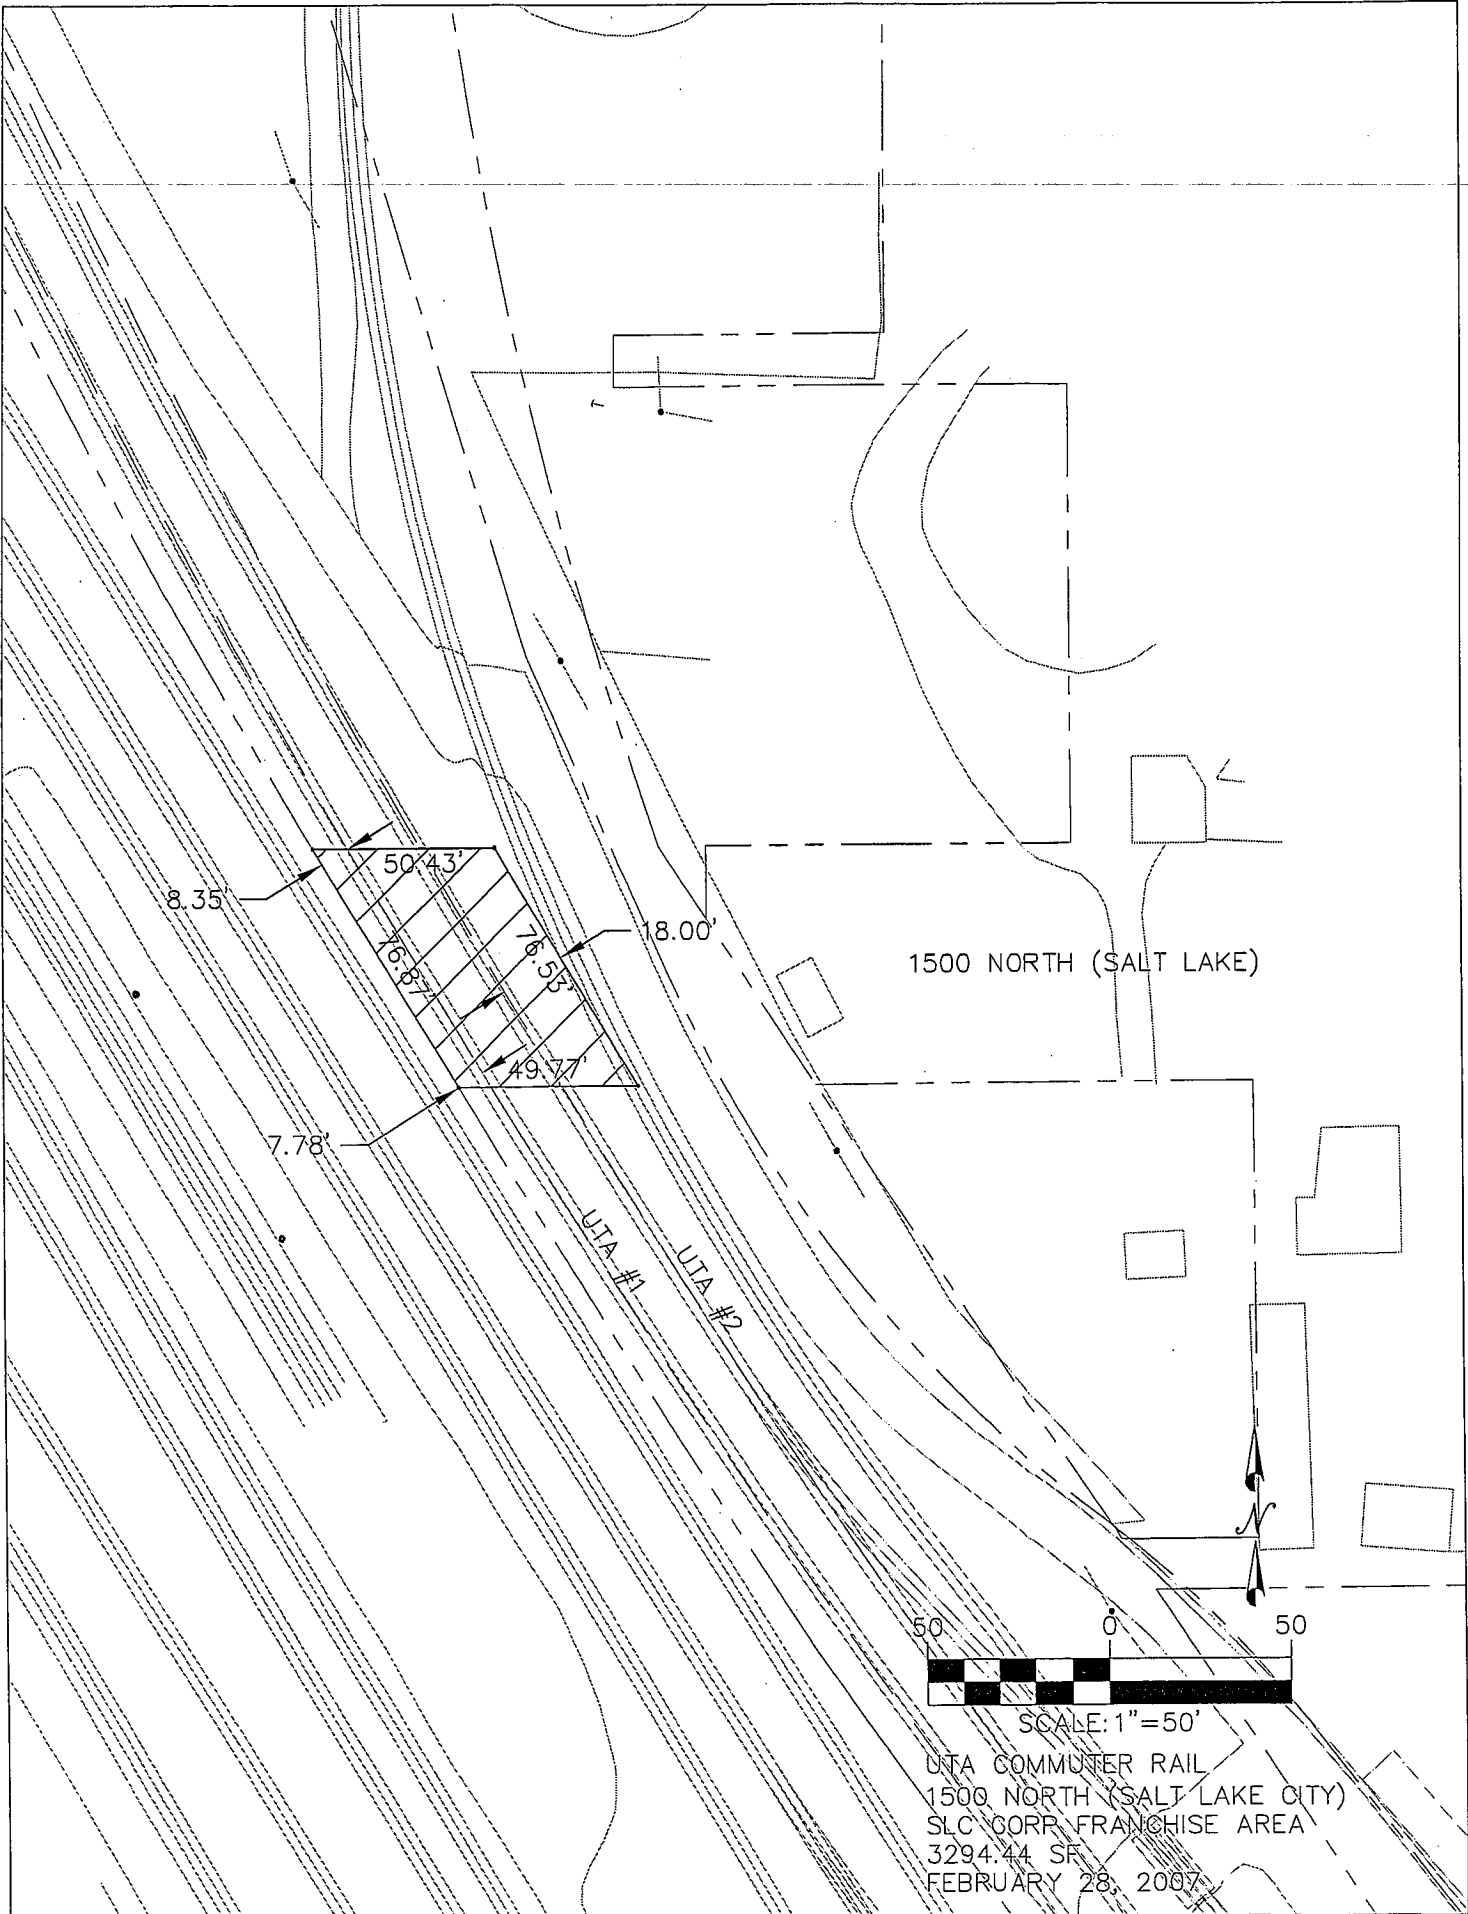 T
50.43'
8.35'
76.87'
76.53'
18.00'
1500 NORTH (SALT LAKE)
49.77'
7.78'
UTA #1
UTA #2
N
50 0 50
SCALE: 1"=50'
UTA COMMUTER RAIL
1500 NORTH (SALT LAKE CITY)
SLC CORP FRANCHISE AREA
3294.44 SF
FEBRUARY 28, 2007